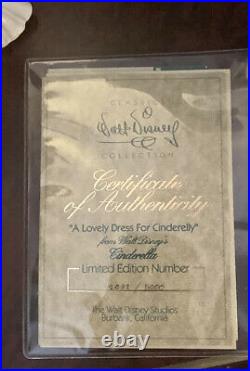 CLASSICS
Walt Disney
COLLECTION
Certificate
of Authenticity
"A Lovely Dress For Cinderelly"
from Walt Disney's
Cinderella
Limited Edition Number
/ 5000
The Walt Disney Studios
Burbank, California